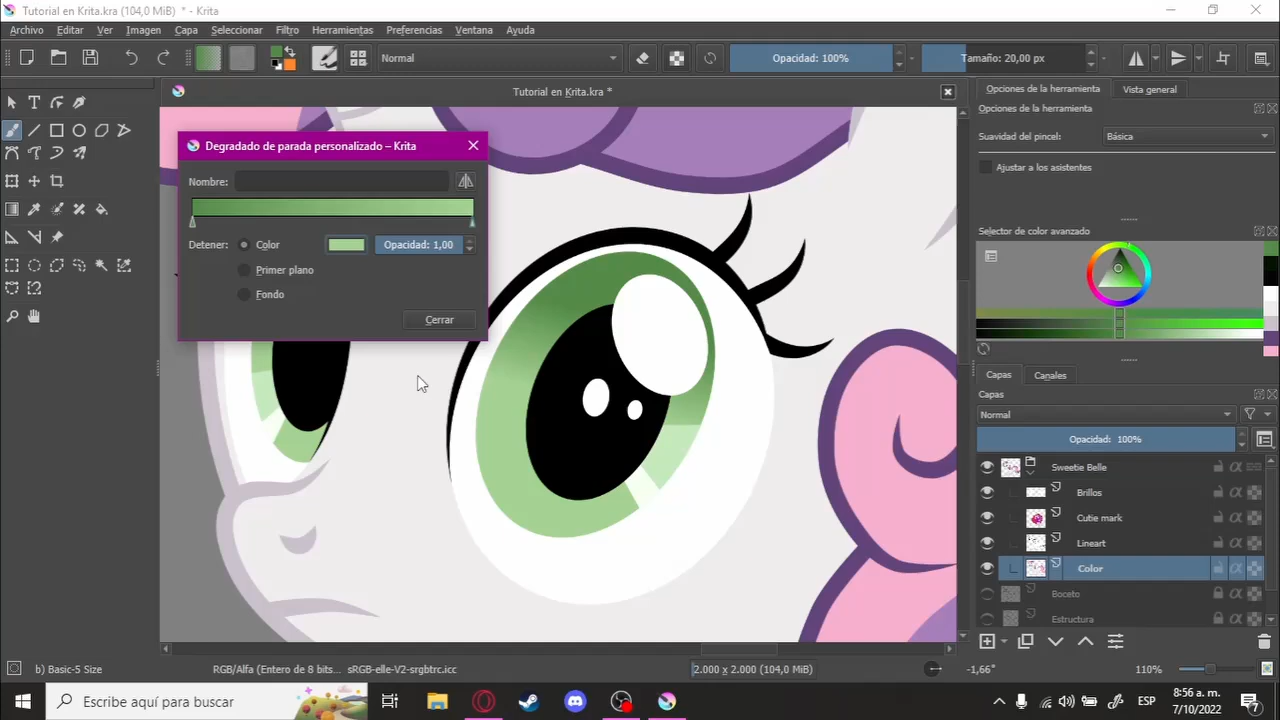 Tutorial en Krita.kra (104,0 MiB)  * - Krita
Archivo Editar Ver Imagen Capa Seleccionar Filtro Herramientas Preferencias Ventana Ayuda
Normal Opacidad: 100% Tamaño: 20,00 px
Tutorial en Krita.kra * Opciones de la herramienta Vista general
Opciones de la herramienta
Suavidad del pincel: Básica
Ajustar a los asistentes
Degradado de parada personalizado – Krita
Nombre:
Detener: Color Opacidad: 1,00
Primer plano
Fondo
Cerrar
Selector de color avanzado
Capas Canales
Capas
Normal
Opacidad: 100%
Sweetie Belle
Brillos
Cutie mark
Lineart
Color
Boceto
Estructura
b) Basic-5 Size RGB/Alfa (Entero de 8 bits... sRGB-elle-V2-srgbtrc.icc 2.000 x 2.000 (104,0 MiB) -1,66° 110%
Escribe aquí para buscar ESP 8:56 a. m.
7/10/2022 7